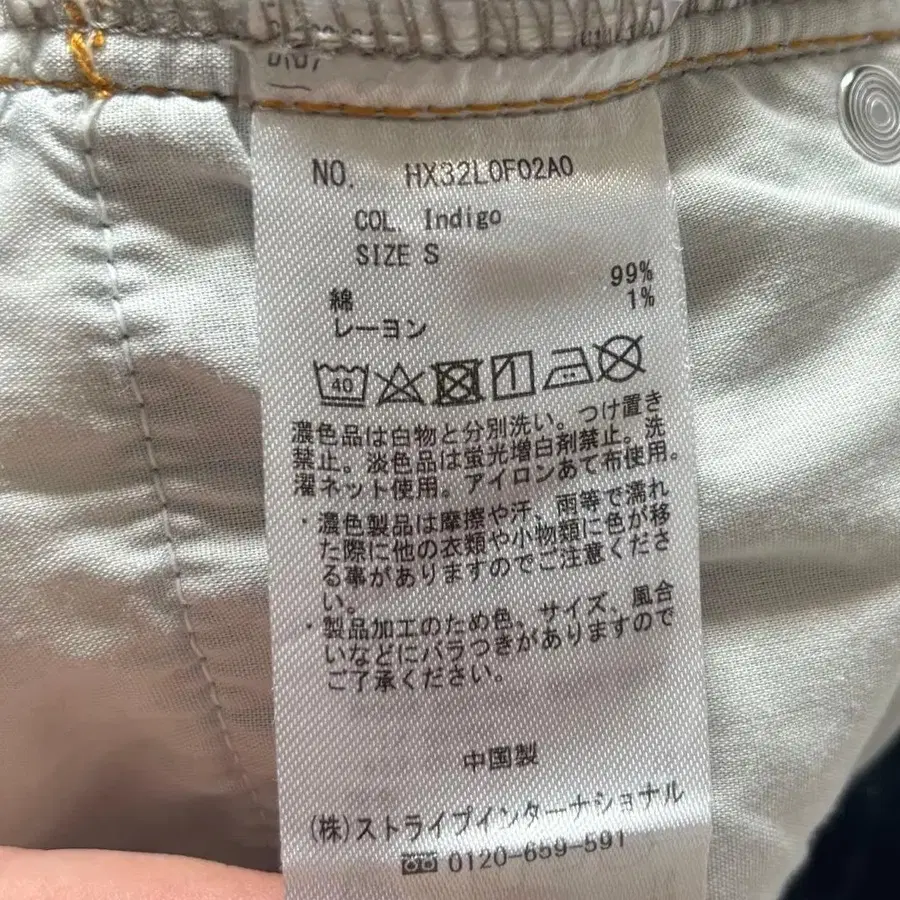 NO. HX32L0F02A0
COL. Indigo
SIZE S
綿 99%
レーヨン 1%
40
濃色品は白物と分別洗い。つけ置き
禁止。淡色品は蛍光増白剤禁止。洗
濯ネット使用。アイロンあて布使用。
・濃色製品は摩擦や汗、雨等で濡れ
た際に他の衣類や小物類に色が移
る事がありますのでご注意くださ
い。
・製品加工のため色、サイズ、風合
いなどにバラつきがありますので
ご了承ください。
中国製
(株)ストライプインターナショナル
0120-659-591